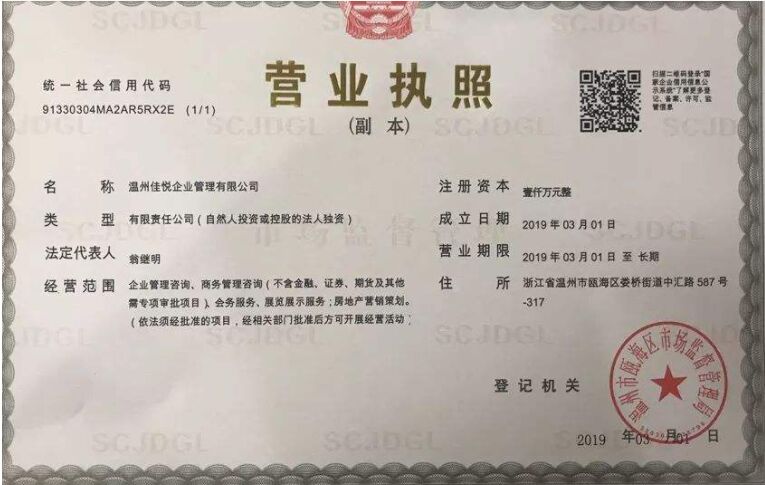 统一社会信用代码
91330304MA2AR5RX2E (1/1)
营业执照
(副本)
扫描二维码登录"国
家企业信用信息公
示系统"了解更多登
记、备案、许可、监
管信息
名称 温州佳悦企业管理有限公司
类型 有限责任公司(自然人投资或控股的法人独资)
法定代表人 翁继明
经营范围 企业管理咨询、商务管理咨询(不含金融、证券、期货及其他
需专项审批项目)、会务服务、展览展示服务;房地产营销策划。
(依法须经批准的项目,经相关部门批准后方可开展经营活动)
注册资本 壹仟万元整
成立日期 2019年03月01日
营业期限 2019年03月01日至长期
住所 浙江省温州市瓯海区娄桥街道中汇路587号
-317
登记机关
温州市瓯海区市场监督管理局
2019年03月01日
SCJDGL
市场监督管理